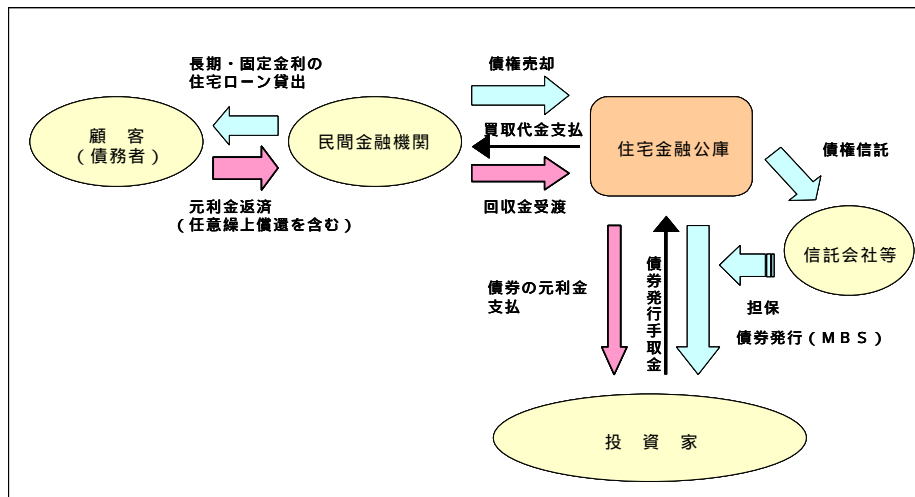 長期・固定金利の
住宅ローン貸出
債権売却
顧 客
(債務者)
民間金融機関
買取代金支払
住宅金融公庫
債権信託
元利金返済
(任意繰上償還を含む)
回収金受渡
信託会社等
債券の元利金
支払
債券発行手取金
担保
債券発行(MBS)
投 資 家